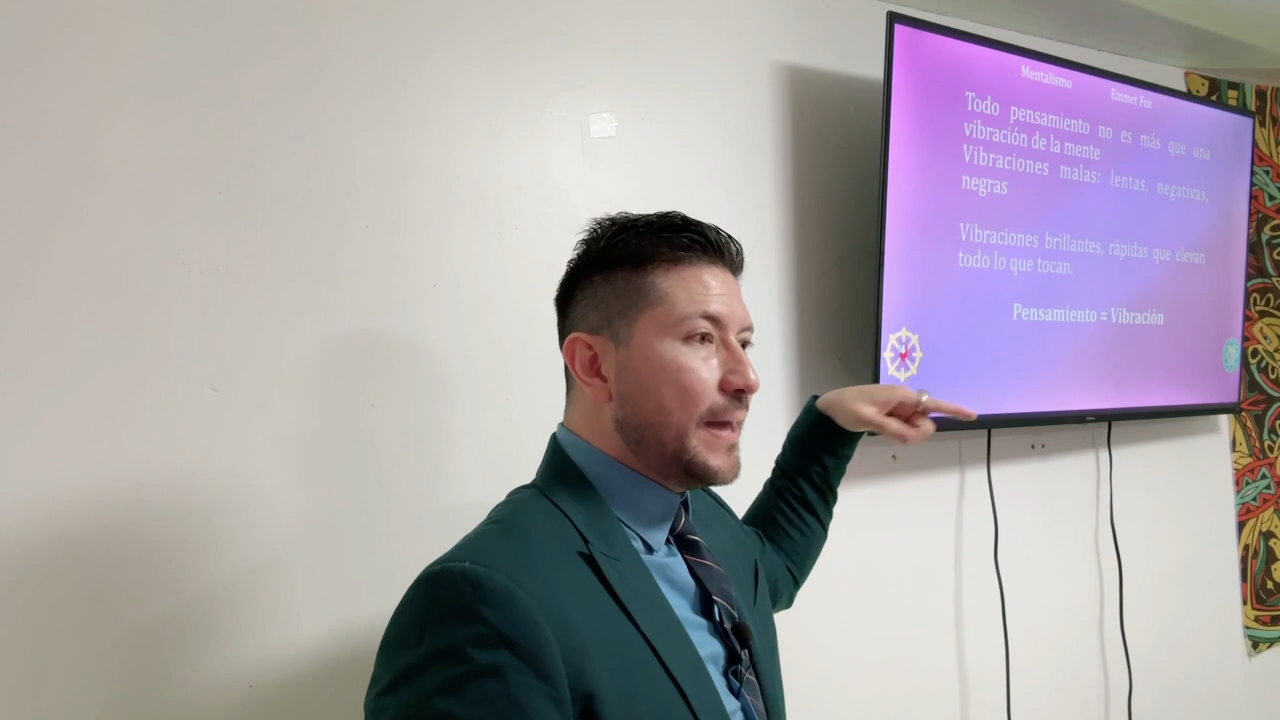 Mentalismo
Emmet Fox
Todo pensamiento no es más que una
vibración de la mente
Vibraciones malas: lentas, negativas,
negras
Vibraciones brillantes, rápidas que elevan
todo lo que tocan.
Pensamiento = Vibración